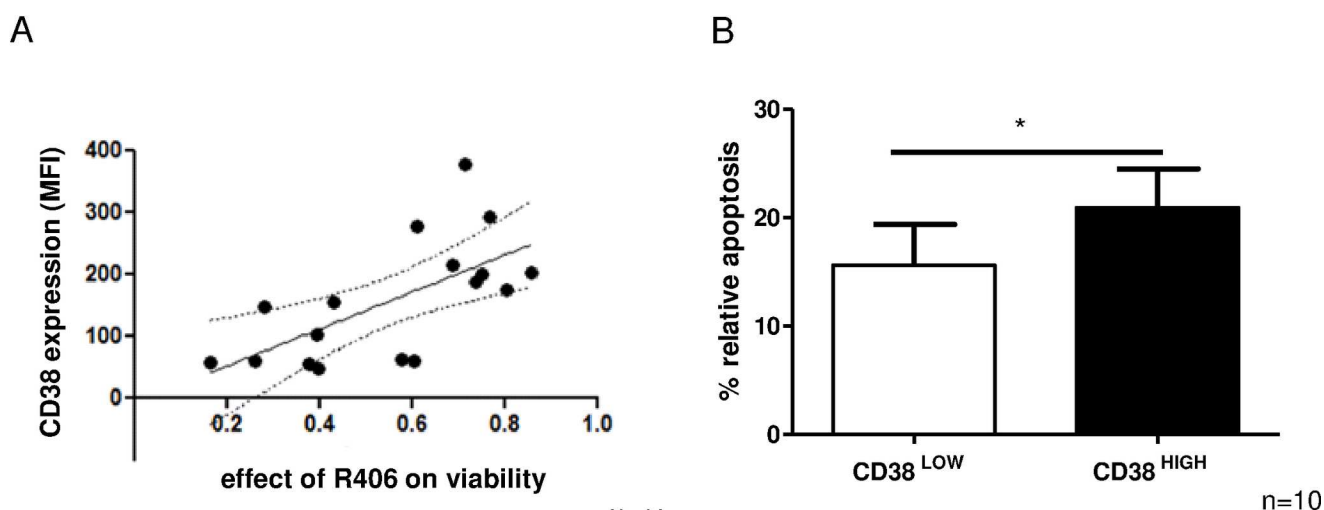 A
B
CD38 expression (MFI)
400
300
200
100
0
0.2
0.4
0.6
0.8
1.0
effect of R406 on viability
% relative apoptosis
30
20
10
0
*
CD38 LOW
CD38 HIGH
n=10